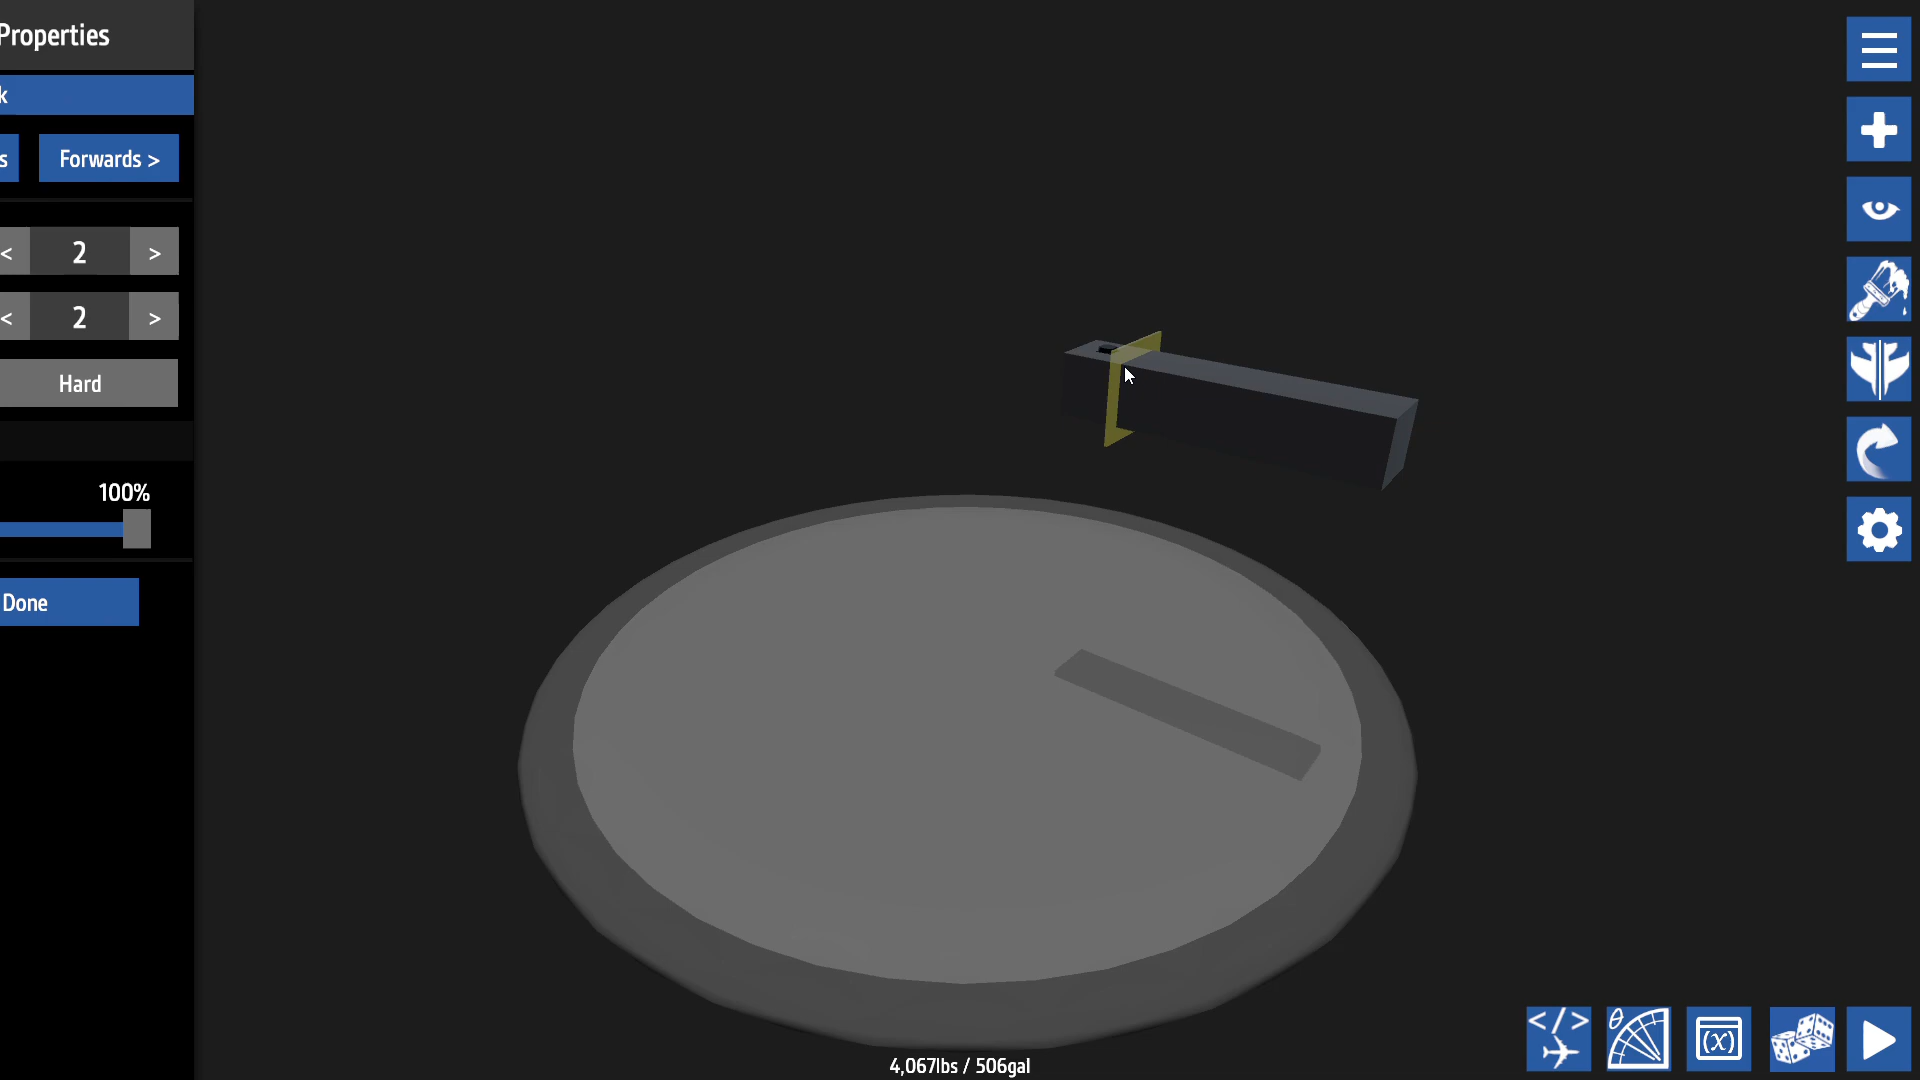 Properties
k
s
Forwards >
< 2 >
< 2 >
Hard
100%
Done
</>
θ
(x)
4,067lbs / 506gal